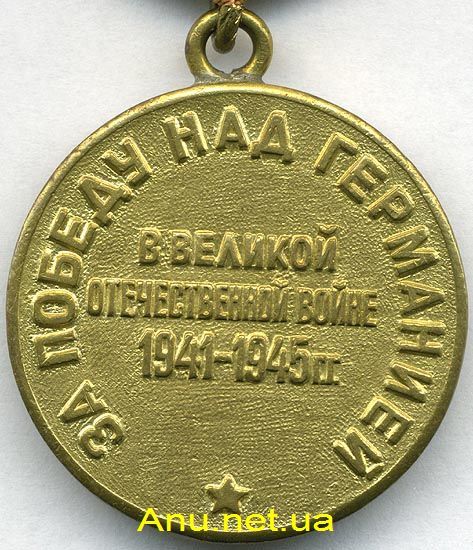 ЗА ПОБЕДУ НАД ГЕРМАНИЕЙ
В ВЕЛИКОЙ
ОТЕЧЕСТВЕННОЙ ВОЙНЕ
1941-1945 ГГ.
Anu.net.ua